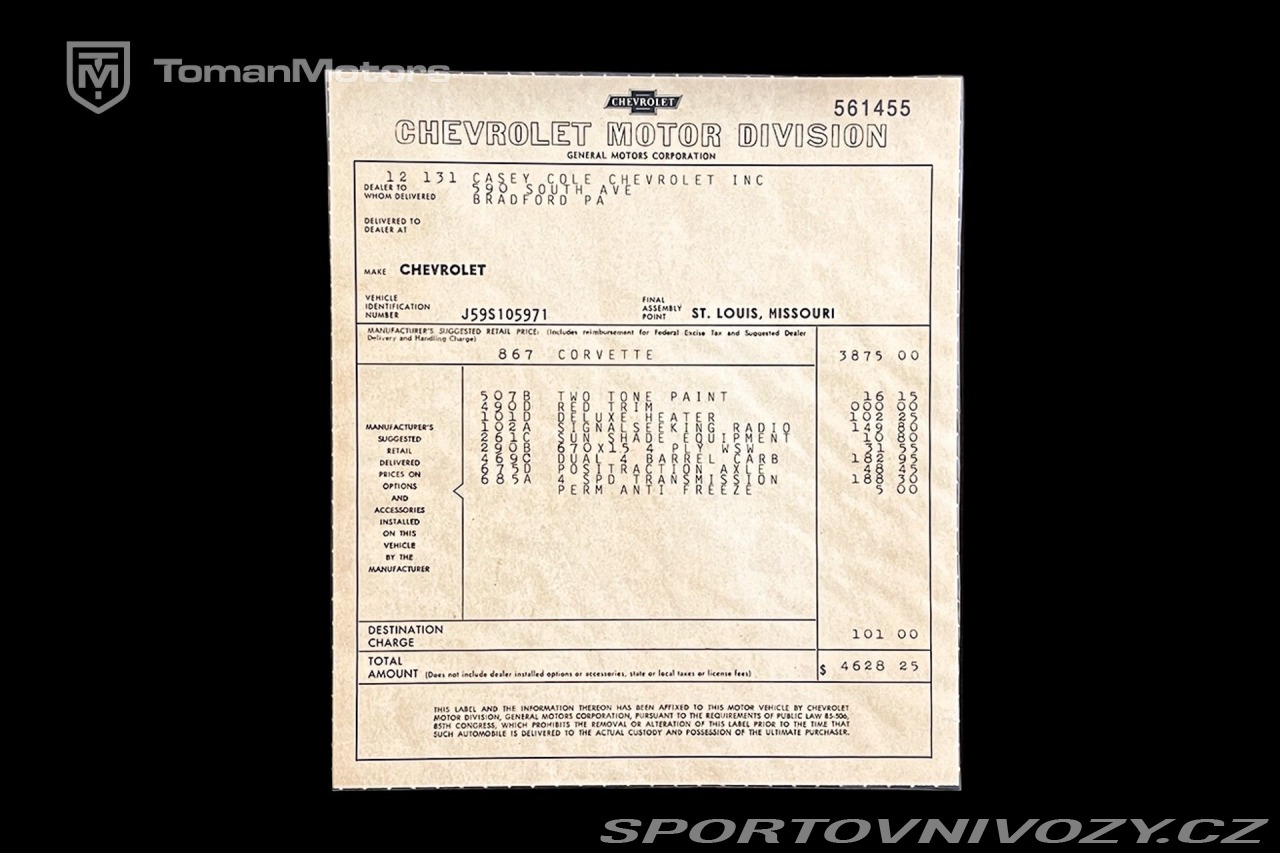 TM TomanMotors
CHEVROLET
561455
CHEVROLET MOTOR DIVISION
GENERAL MOTORS CORPORATION
12 131 CASEY COLE CHEVROLET INC
DEALER TO
WHOM DELIVERED
590 SOUTH AVE
BRADFORD PA
DELIVERED TO
DEALER AT
MAKE CHEVROLET
VEHICLE
IDENTIFICATION
NUMBER
J59S105971
FINAL
ASSEMBLY
POINT
ST. LOUIS, MISSOURI
MANUFACTURER'S SUGGESTED RETAIL PRICE: (Includes reimbursement for Federal Excise Tax and Suggested Dealer
Delivery and Handling Charge)
867 CORVETTE 3875 00
507B TWO TONE PAINT 16 15
490D RED TRIM 000 00
101D DELUXE HEATER 102 25
102A SIGNALSEEKING RADIO 149 80
261C SUN SHADE EQUIPMENT 10 80
290B 670X15 4 PLY WSW 31 55
469C DUAL 4 BARREL CARB 182 95
675D POSITRACTION AXLE 48 45
685A 4 SPD TRANSMISSION 188 30
PERM ANTI FREEZE 5 00
MANUFACTURER'S
SUGGESTED
RETAIL
DELIVERED
PRICES ON
OPTIONS
AND
ACCESSORIES
INSTALLED
ON THIS
VEHICLE
BY THE
MANUFACTURER
DESTINATION
CHARGE
101 00
TOTAL
AMOUNT (Does not include dealer installed options or accessories, state or local taxes or license fees)
$ 4628 25
THIS LABEL AND THE INFORMATION THEREON HAS BEEN AFFIXED TO THIS MOTOR VEHICLE BY CHEVROLET
MOTOR DIVISION, GENERAL MOTORS CORPORATION, PURSUANT TO THE REQUIREMENTS OF PUBLIC LAW 85-506,
85TH CONGRESS, WHICH PROHIBITS THE REMOVAL OR ALTERATION OF THIS LABEL PRIOR TO THE TIME THAT
SUCH AUTOMOBILE IS DELIVERED TO THE ACTUAL CUSTODY AND POSSESSION OF THE ULTIMATE PURCHASER.
SPORTOVNIVOZY.CZ